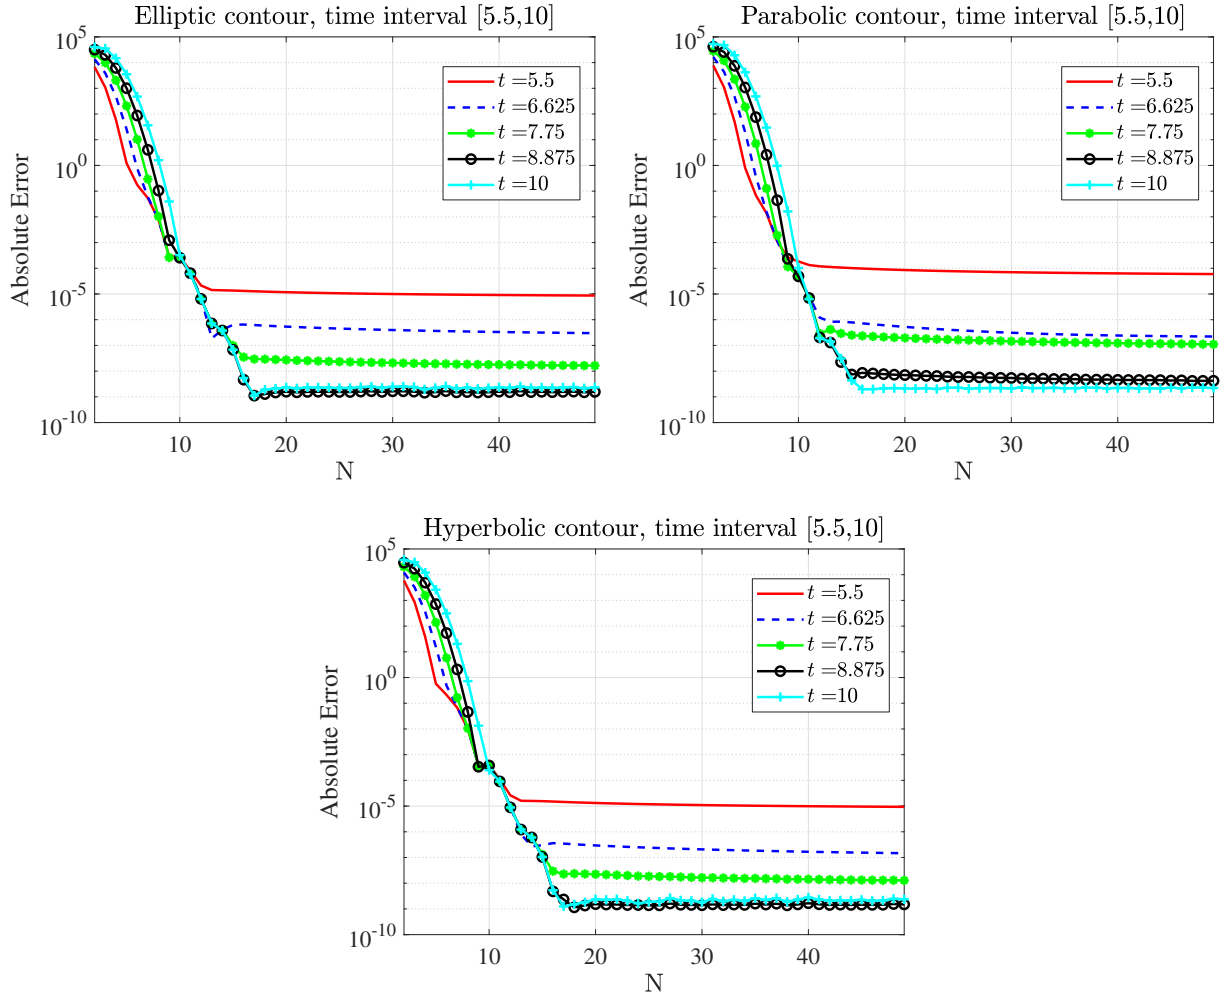 Elliptic contour, time interval [5.5,10]
10^5
10^0
10^-5
10^-10
Absolute Error
10 20 30 40
N
t =5.5
t =6.625
t =7.75
t =8.875
t =10
Parabolic contour, time interval [5.5,10]
10^5
10^0
10^-5
10^-10
Absolute Error
10 20 30 40
N
t =5.5
t =6.625
t =7.75
t =8.875
t =10
Hyperbolic contour, time interval [5.5,10]
10^5
10^0
10^-5
10^-10
Absolute Error
10 20 30 40
N
t =5.5
t =6.625
t =7.75
t =8.875
t =10